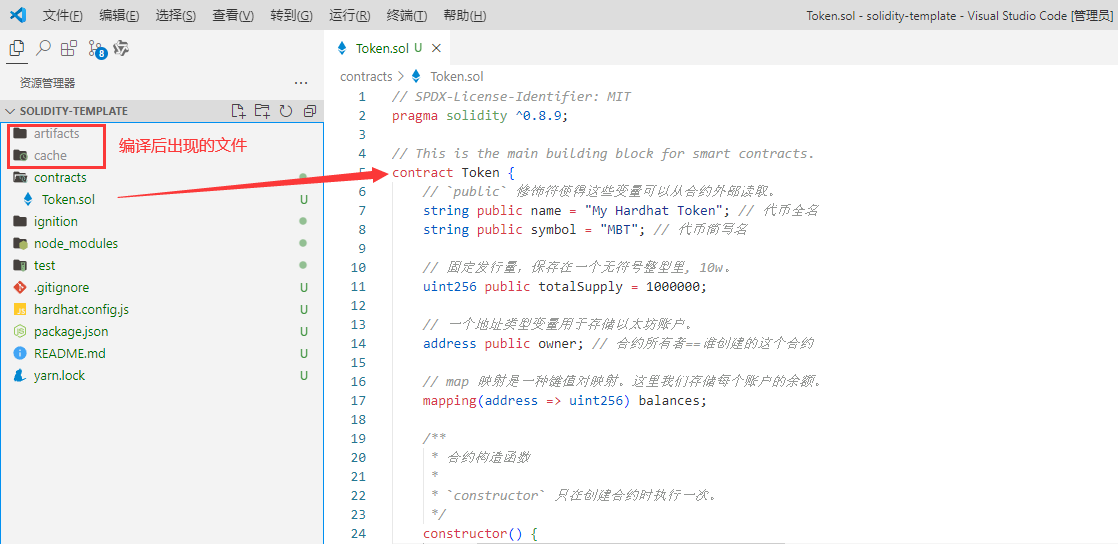 文件(F) 编辑(E) 选择(S) 查看(V) 转到(G) 运行(R) 终端(T) 帮助(H) Token.sol - solidity-template - Visual Studio Code [管理员]
8
资源管理器 ···
SOLIDITY-TEMPLATE
artifacts
cache
编译后出现的文件
contracts
Token.sol U
ignition
node_modules
test
.gitignore U
hardhat.config.js U
package.json U
README.md U
yarn.lock U
Token.sol U
contracts > Token.sol
1 // SPDX-License-Identifier: MIT
2 pragma solidity ^0.8.9;
3
4 // This is the main building block for smart contracts.
5 contract Token {
6 // `public` 修饰符使得这些变量可以从合约外部读取。
7 string public name = "My Hardhat Token"; // 代币全名
8 string public symbol = "MBT"; // 代币简写名
9
10 // 固定发行量，保存在一个无符号整型里, 10w。
11 uint256 public totalSupply = 1000000;
12
13 // 一个地址类型变量用于存储以太坊账户。
14 address public owner; // 合约所有者==谁创建的这个合约
15
16 // map 映射是一种键值对映射。这里我们存储每个账户的余额。
17 mapping(address => uint256) balances;
18
19 /**
20 * 合约构造函数
21 *
22 * `constructor` 只在创建合约时执行一次。
23 */
24 constructor() {